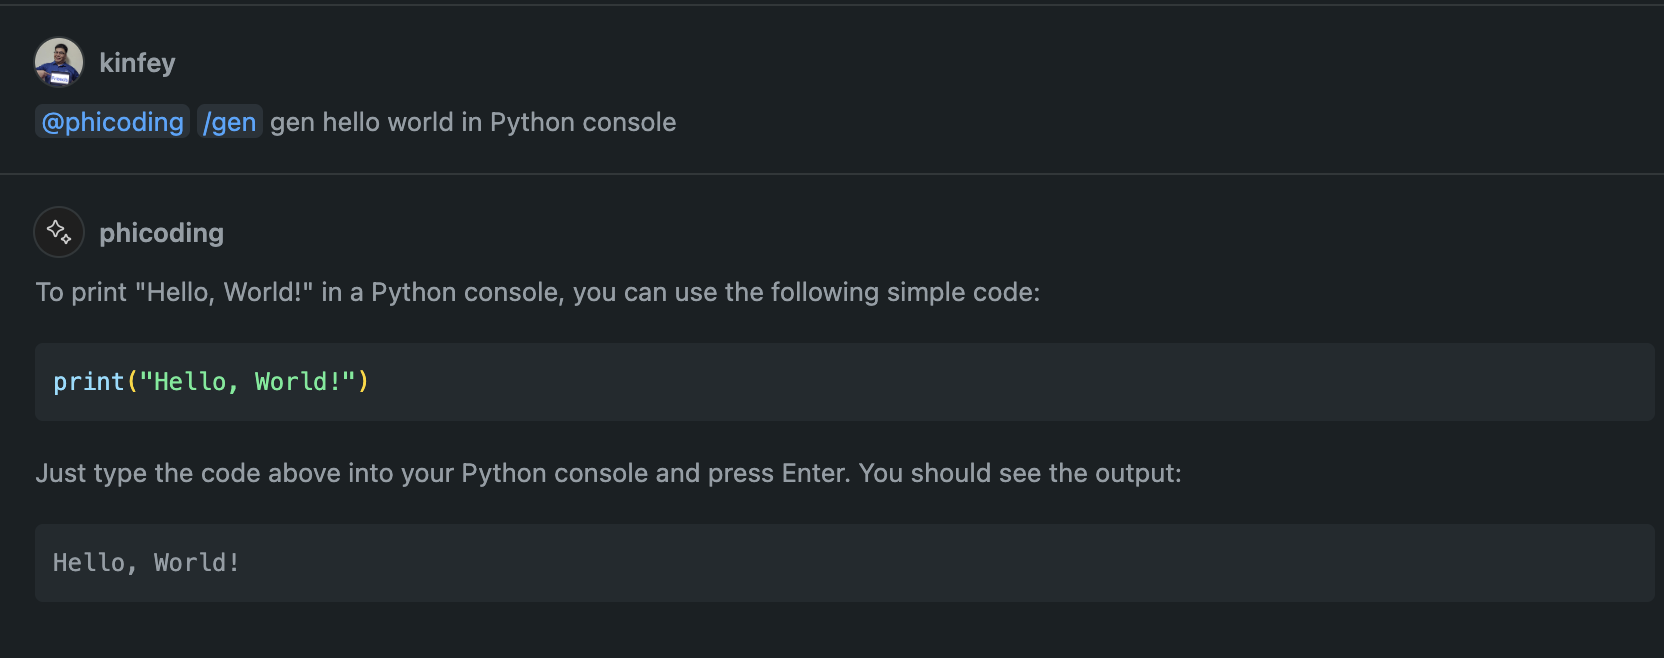 kinfey
@phicoding /gen gen hello world in Python console
phicoding
To print "Hello, World!" in a Python console, you can use the following simple code:
print("Hello, World!")
Just type the code above into your Python console and press Enter. You should see the output:
Hello, World!